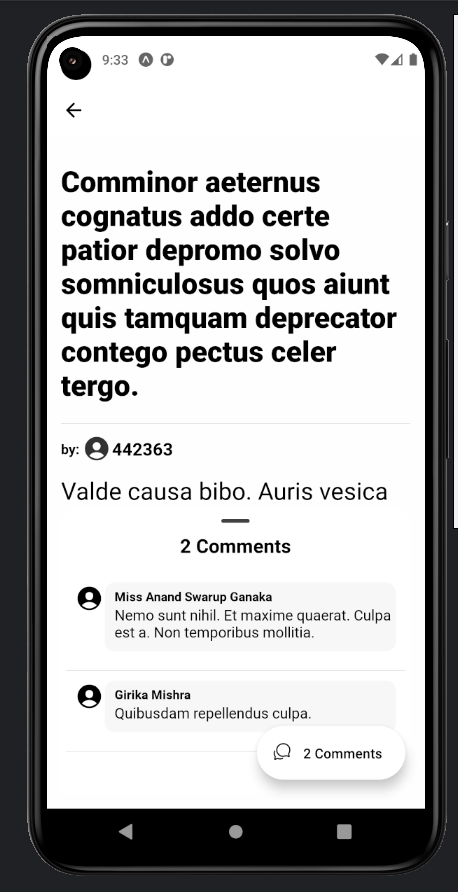 9:33
Comminor aeternus
cognatus addo certe
patior depromo solvo
somniculosus quos aiunt
quis tamquam deprecator
contego pectus celer
tergo.
by: 442363
Valde causa bibo. Auris vesica
2 Comments
Miss Anand Swarup Ganaka
Nemo sunt nihil. Et maxime quaerat. Culpa
est a. Non temporibus mollitia.
Girika Mishra
Quibusdam repellendus culpa.
2 Comments